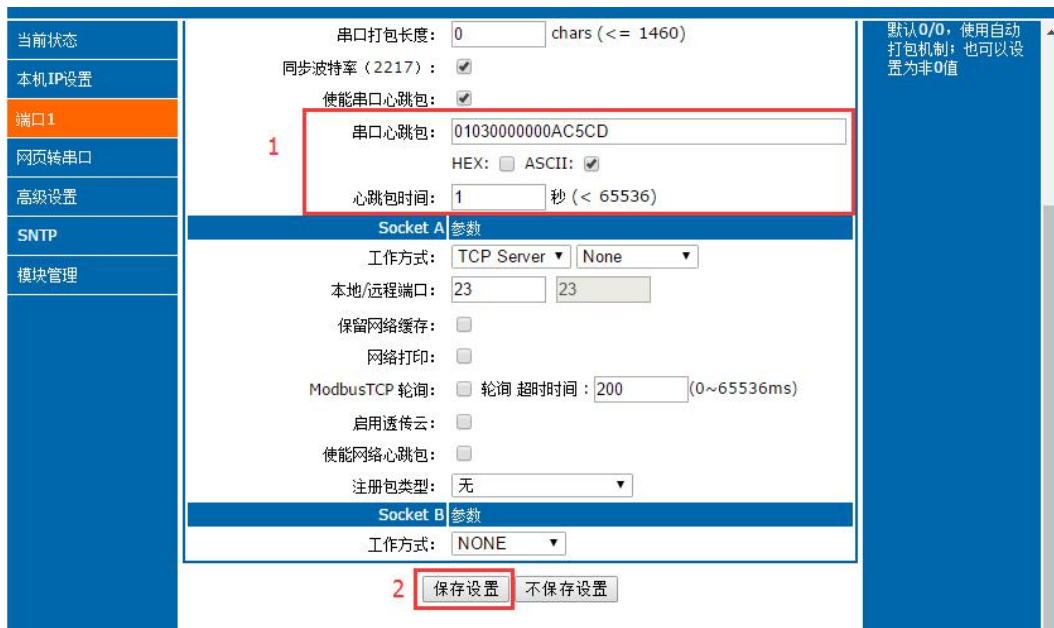 当前状态
本机IP设置
端口1
网页转串口
高级设置
SNTP
模块管理
串口打包长度: 0 chars (<= 1460)
同步波特率（2217）:
使能串口心跳包:
1
串口心跳包: 01030000000AC5CD
HEX: ASCII:
心跳包时间: 1 秒 (< 65536)
Socket A 参数
工作方式: TCP Server None
本地/远程端口: 23 23
保留网络缓存:
网络打印:
ModbusTCP 轮询: 轮询 超时时间 : 200 (0~65536ms)
启用透传云:
使能网络心跳包:
注册包类型: 无
Socket B 参数
工作方式: NONE
2 保存设置 不保存设置
默认0/0，使用自动
打包机制；也可以设
置为非0值